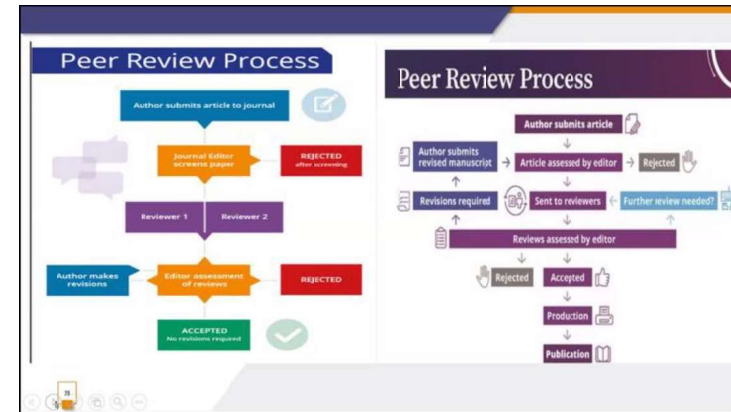 Peer Review Process
Author submits article to journal
Journal Editor
screens paper
REJECTED
after screening
Reviewer 1
Reviewer 2
Author makes
revisions
Editor assessment
of reviews
REJECTED
ACCEPTED
No revisions required
Peer Review Process
Author submits article
Author submits
revised manuscript
Article assessed by editor
Rejected
Revisions required
Sent to reviewers
Further review needed?
Reviews assessed by editor
Rejected
Accepted
Production
Publication